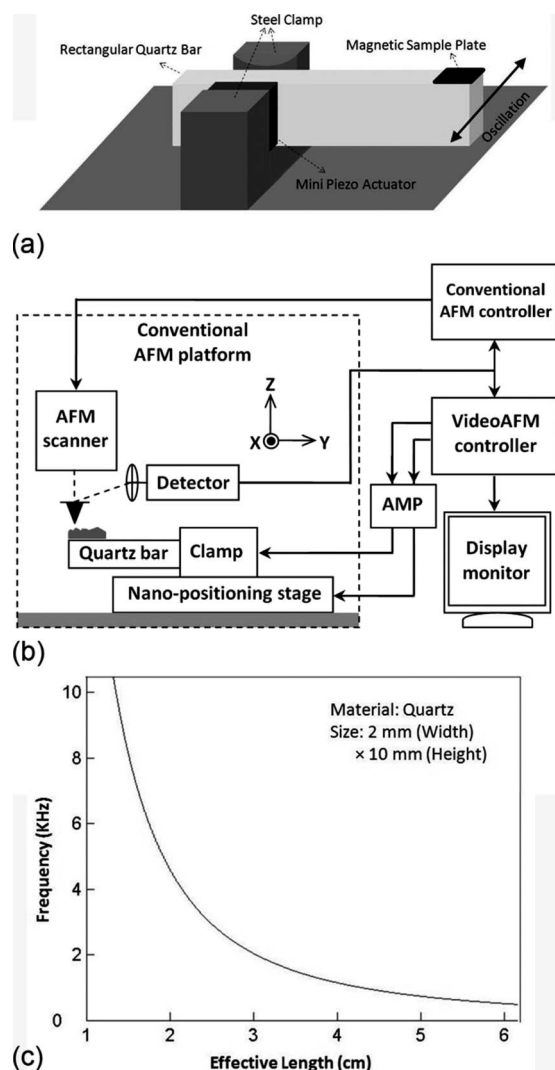 Steel Clamp
Rectangular Quartz Bar
Magnetic Sample Plate
Oscillation
Mini Piezo Actuator
(a)
Conventional
AFM controller
Conventional
AFM platform
AFM
scanner
Z
X
Y
VideoAFM
controller
Detector
AMP
Quartz bar
Clamp
Display
monitor
Nano-positioning stage
(b)
Material: Quartz
Size: 2 mm (Width)
× 10 mm (Height)
Frequency (KHz)
10
8
6
4
2
0
1
2
3
4
5
6
Effective Length (cm)
(c)